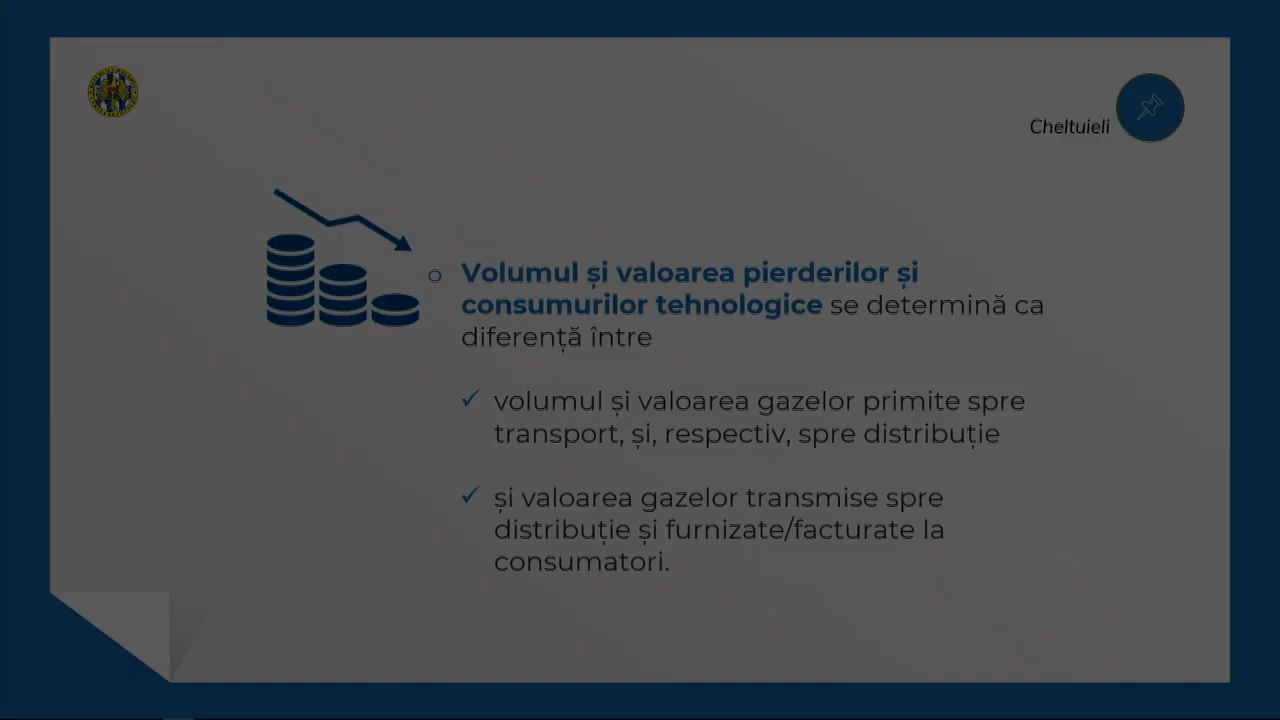 Cheltuieli
Volumul și valoarea pierderilor și
consumurilor tehnologice se determină ca
diferență între
volumul și valoarea gazelor primite spre
transport, și, respectiv, spre distribuție
și valoarea gazelor transmise spre
distribuție și furnizate/facturate la
consumatori.